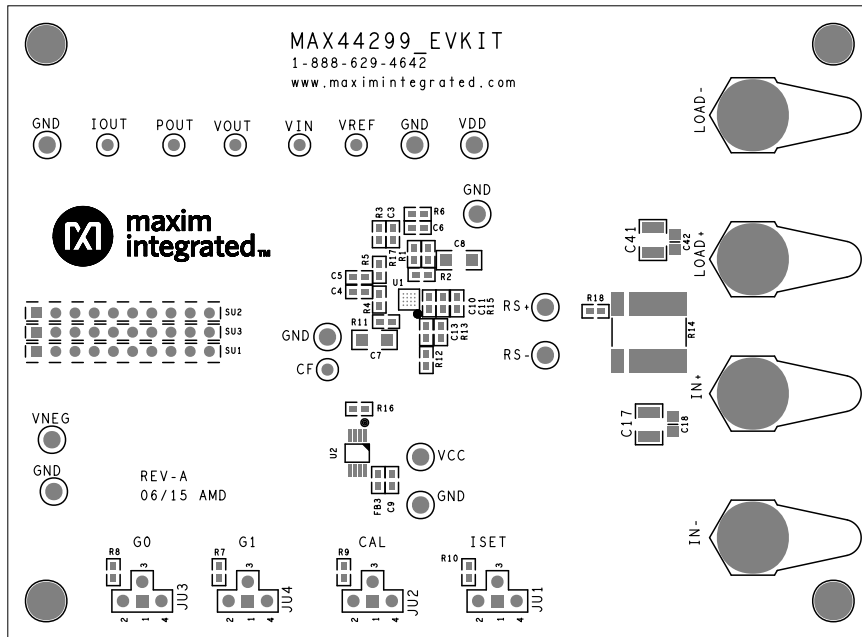 MAX44299_EVKIT
1-888-629-4642
www.maximintegrated.com
LOAD-
GND IOUT POUT VOUT VIN VREF GND VDD
GND
maxim
integrated™
R3 C3 R6
C6
R17 R1 C8
R5
R2
C5
C4
U1
R4
C10
C11
R15
R11
GND
C7
CF
C13
R13
R12
RS+
RS-
R18
R14
C41
C42
LOAD+
IN+
C17
C18
SU2
SU3
SU1
VNEG
GND
R16
U2
VCC
GND
FB3 C9
REV-A
06/15 AMD
IN-
G0 G1 CAL ISET
R8 R7 R9 R10
3 3 3 3
JU3 JU4 JU2 JU1
2 1 4 2 1 4 2 1 4 2 1 4